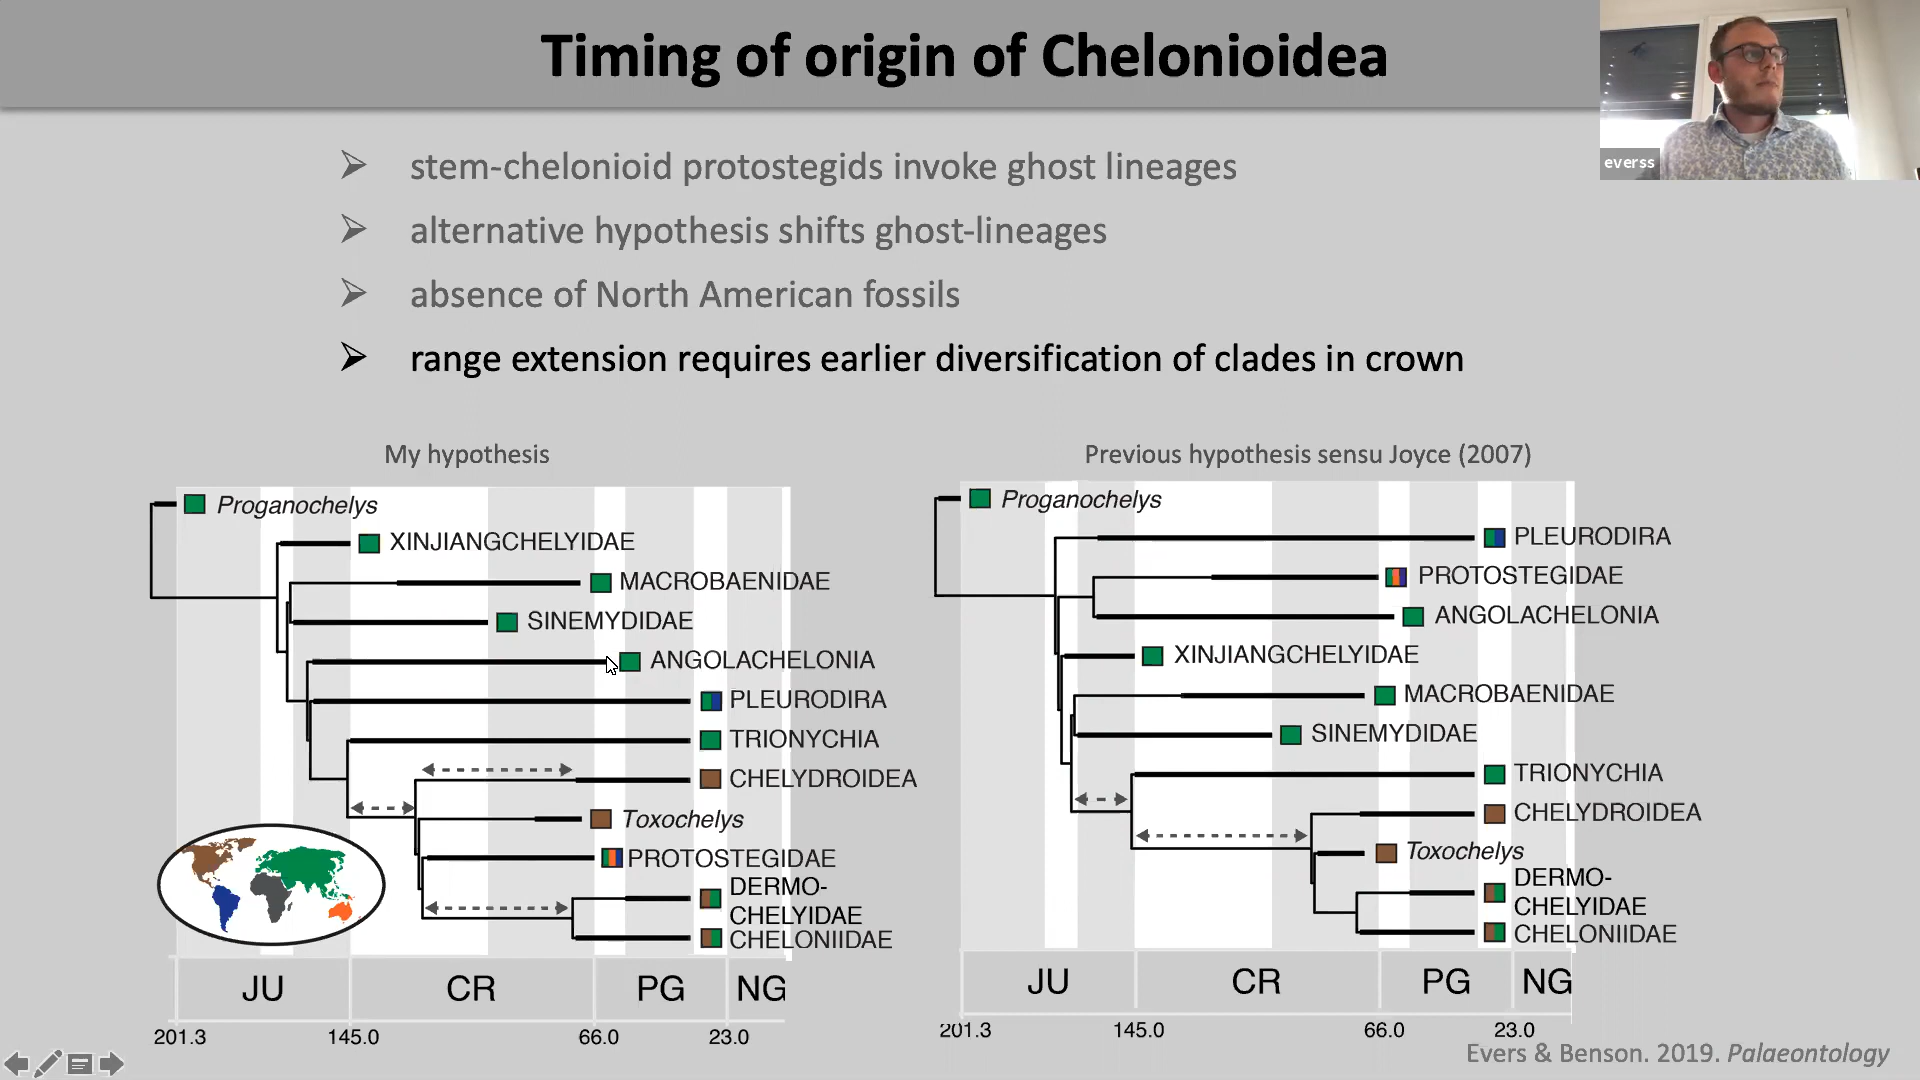 Timing of origin of Chelonioidea
everss
➢ stem-chelonioid protostegids invoke ghost lineages
➢ alternative hypothesis shifts ghost-lineages
➢ absence of North American fossils
➢ range extension requires earlier diversification of clades in crown
My hypothesis
Proganochelys
XINJIANGCHELYIDAE
MACROBAENIDAE
SINEMYDIDAE
ANGOLACHELONIA
PLEURODIRA
TRIONYCHIA
CHELYDROIDEA
Toxochelys
PROTOSTEGIDAE
DERMO-
CHELYIDAE
CHELONIIDAE
JU CR PG NG
201.3 145.0 66.0 23.0
Previous hypothesis sensu Joyce (2007)
Proganochelys
PLEURODIRA
PROTOSTEGIDAE
ANGOLACHELONIA
XINJIANGCHELYIDAE
MACROBAENIDAE
SINEMYDIDAE
TRIONYCHIA
CHELYDROIDEA
Toxochelys
DERMO-
CHELYIDAE
CHELONIIDAE
JU CR PG NG
201.3 145.0 66.0 23.0
Evers & Benson. 2019. Palaeontology